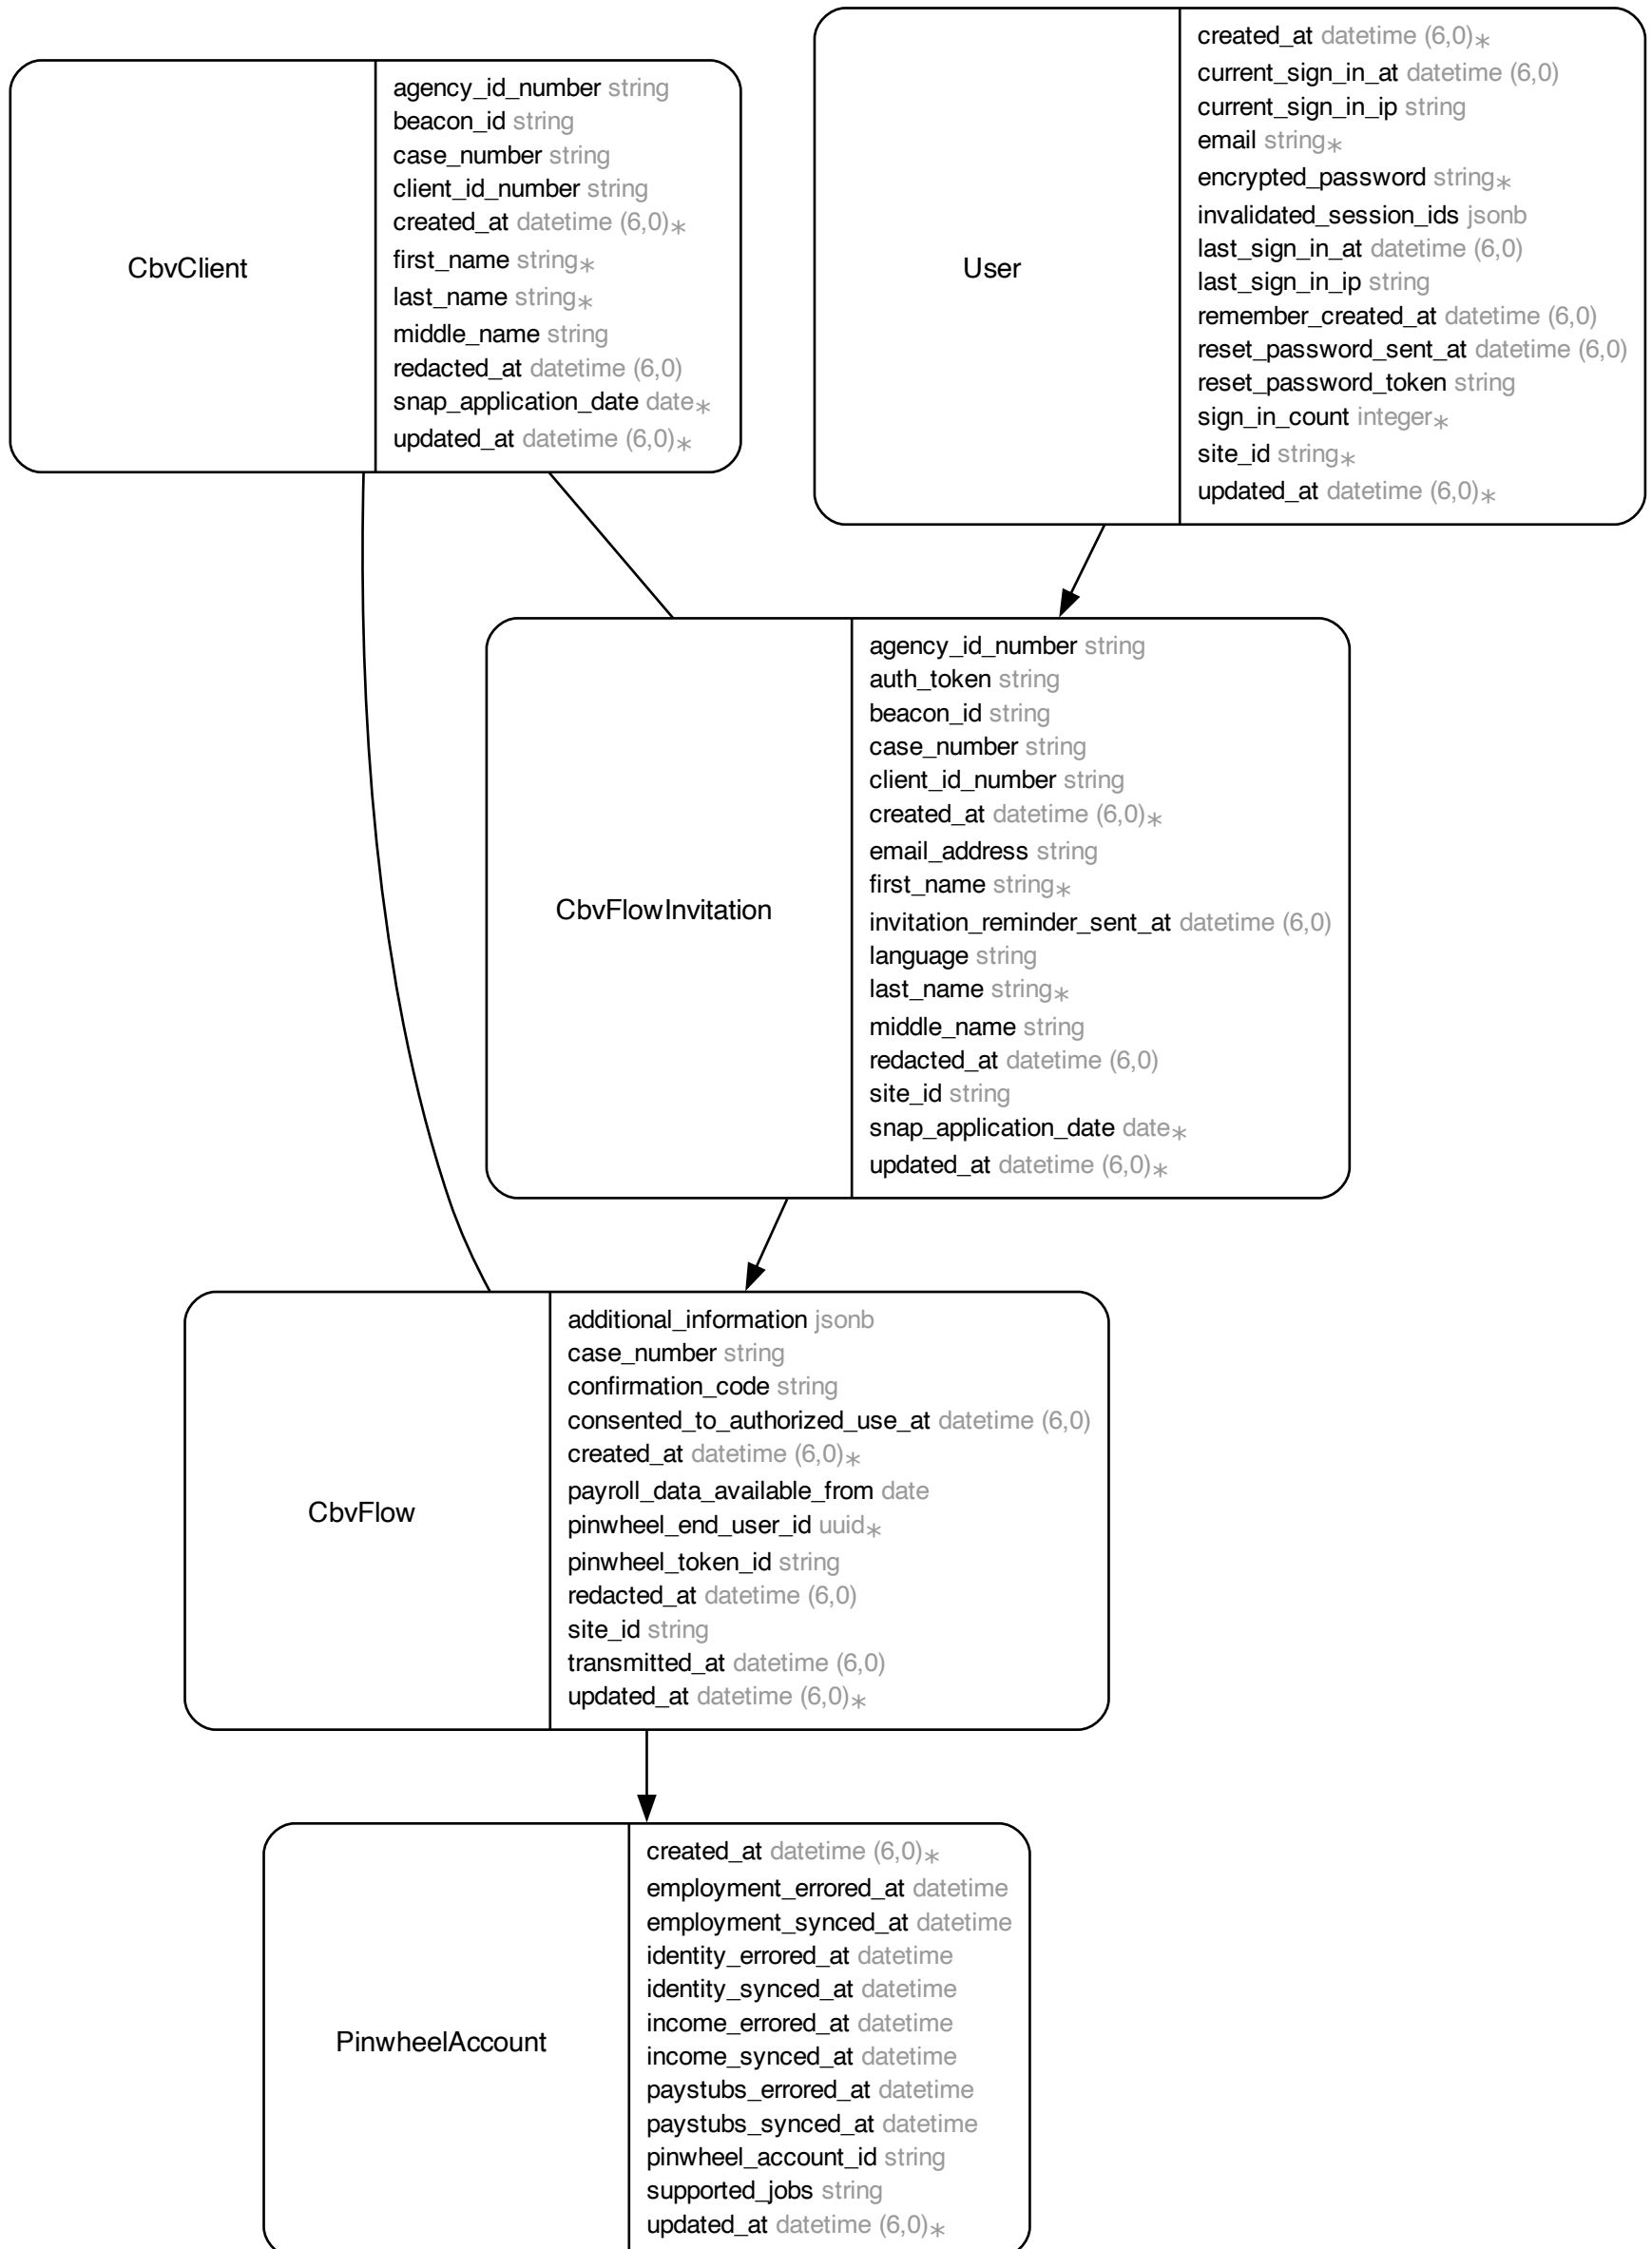 CbvClient
agency_id_number string
beacon_id string
case_number string
client_id_number string
created_at datetime (6,0)*
first_name string*
last_name string*
middle_name string
redacted_at datetime (6,0)
snap_application_date date*
updated_at datetime (6,0)*
User
created_at datetime (6,0)*
current_sign_in_at datetime (6,0)
current_sign_in_ip string
email string*
encrypted_password string*
invalidated_session_ids jsonb
last_sign_in_at datetime (6,0)
last_sign_in_ip string
remember_created_at datetime (6,0)
reset_password_sent_at datetime (6,0)
reset_password_token string
sign_in_count integer*
site_id string*
updated_at datetime (6,0)*
CbvFlowInvitation
agency_id_number string
auth_token string
beacon_id string
case_number string
client_id_number string
created_at datetime (6,0)*
email_address string
first_name string*
invitation_reminder_sent_at datetime (6,0)
language string
last_name string*
middle_name string
redacted_at datetime (6,0)
site_id string
snap_application_date date*
updated_at datetime (6,0)*
CbvFlow
additional_information jsonb
case_number string
confirmation_code string
consented_to_authorized_use_at datetime (6,0)
created_at datetime (6,0)*
payroll_data_available_from date
pinwheel_end_user_id uuid*
pinwheel_token_id string
redacted_at datetime (6,0)
site_id string
transmitted_at datetime (6,0)
updated_at datetime (6,0)*
PinwheelAccount
created_at datetime (6,0)*
employment_errored_at datetime
employment_synced_at datetime
identity_errored_at datetime
identity_synced_at datetime
income_errored_at datetime
income_synced_at datetime
paystubs_errored_at datetime
paystubs_synced_at datetime
pinwheel_account_id string
supported_jobs string
updated_at datetime (6,0)*